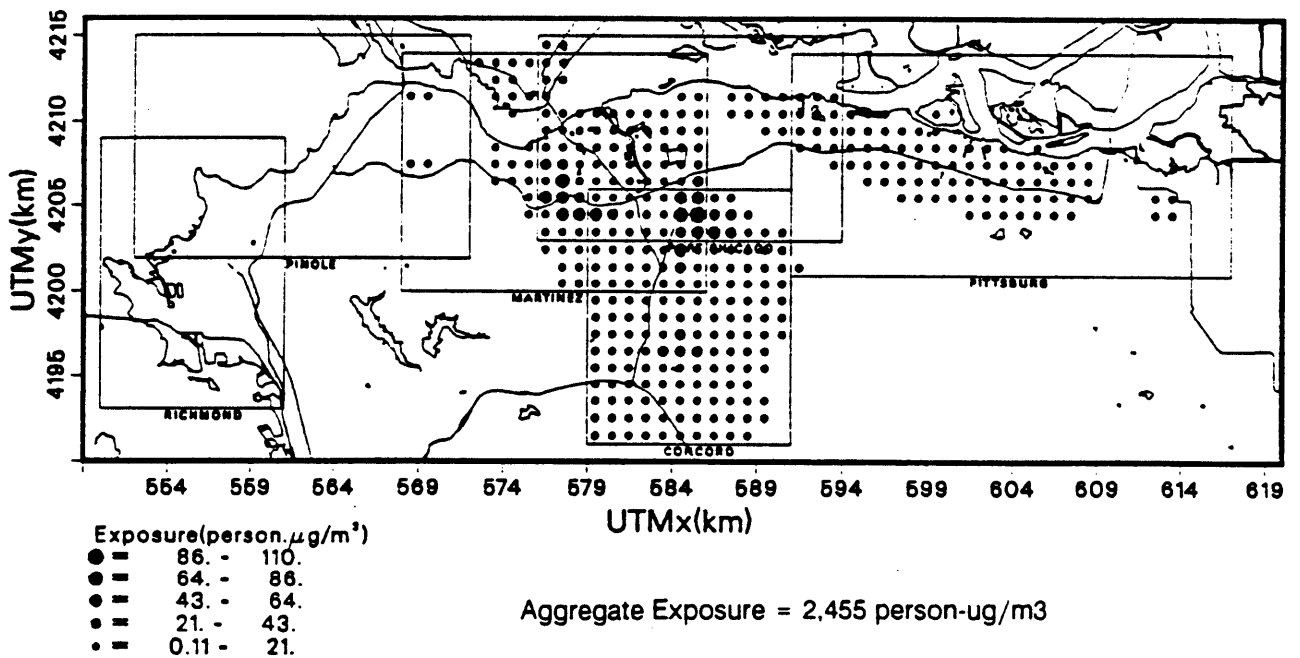 4215
4210
4205
4200
4195
UTMy(km)
PINOLE
MARTINEZ
CHICAGO
PITTSBURG
RICHMOND
CORCORD
554 559 564 569 574 579 584 589 594 599 604 609 614 619
UTMx(km)
Exposure(person.µg/m³)
= 86. - 110.
= 64. - 86.
= 43. - 64.
= 21. - 43.
= 0.11 - 21.
Aggregate Exposure = 2,455 person-ug/m3